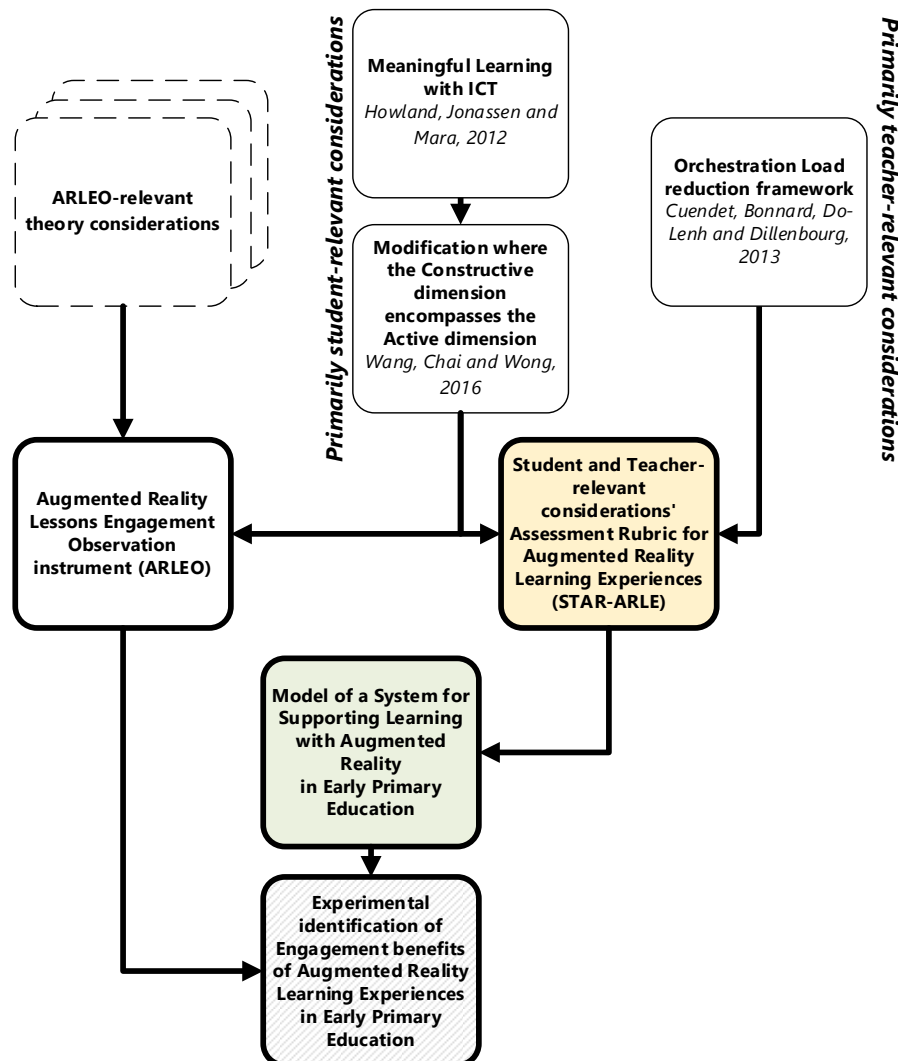 Primarily student-relevant considerations
Primarily teacher-relevant considerations
Meaningful Learning
with ICT
Howland, Jonassen and
Mara, 2012
ARLEO-relevant
theory considerations
Orchestration Load
reduction framework
Cuendet, Bonnard, Do-
Lenh and Dillenbourg,
2013
Modification where
the Constructive
dimension
encompasses the
Active dimension
Wang, Chai and Wong,
2016
Augmented Reality
Lessons Engagement
Observation
instrument (ARLEO)
Student and Teacher-
relevant
considerations'
Assessment Rubric for
Augmented Reality
Learning Experiences
(STAR-ARLE)
Model of a System for
Supporting Learning
with Augmented
Reality
in Early Primary
Education
Experimental
identification of
Engagement benefits
of Augmented Reality
Learning Experiences
in Early Primary
Education